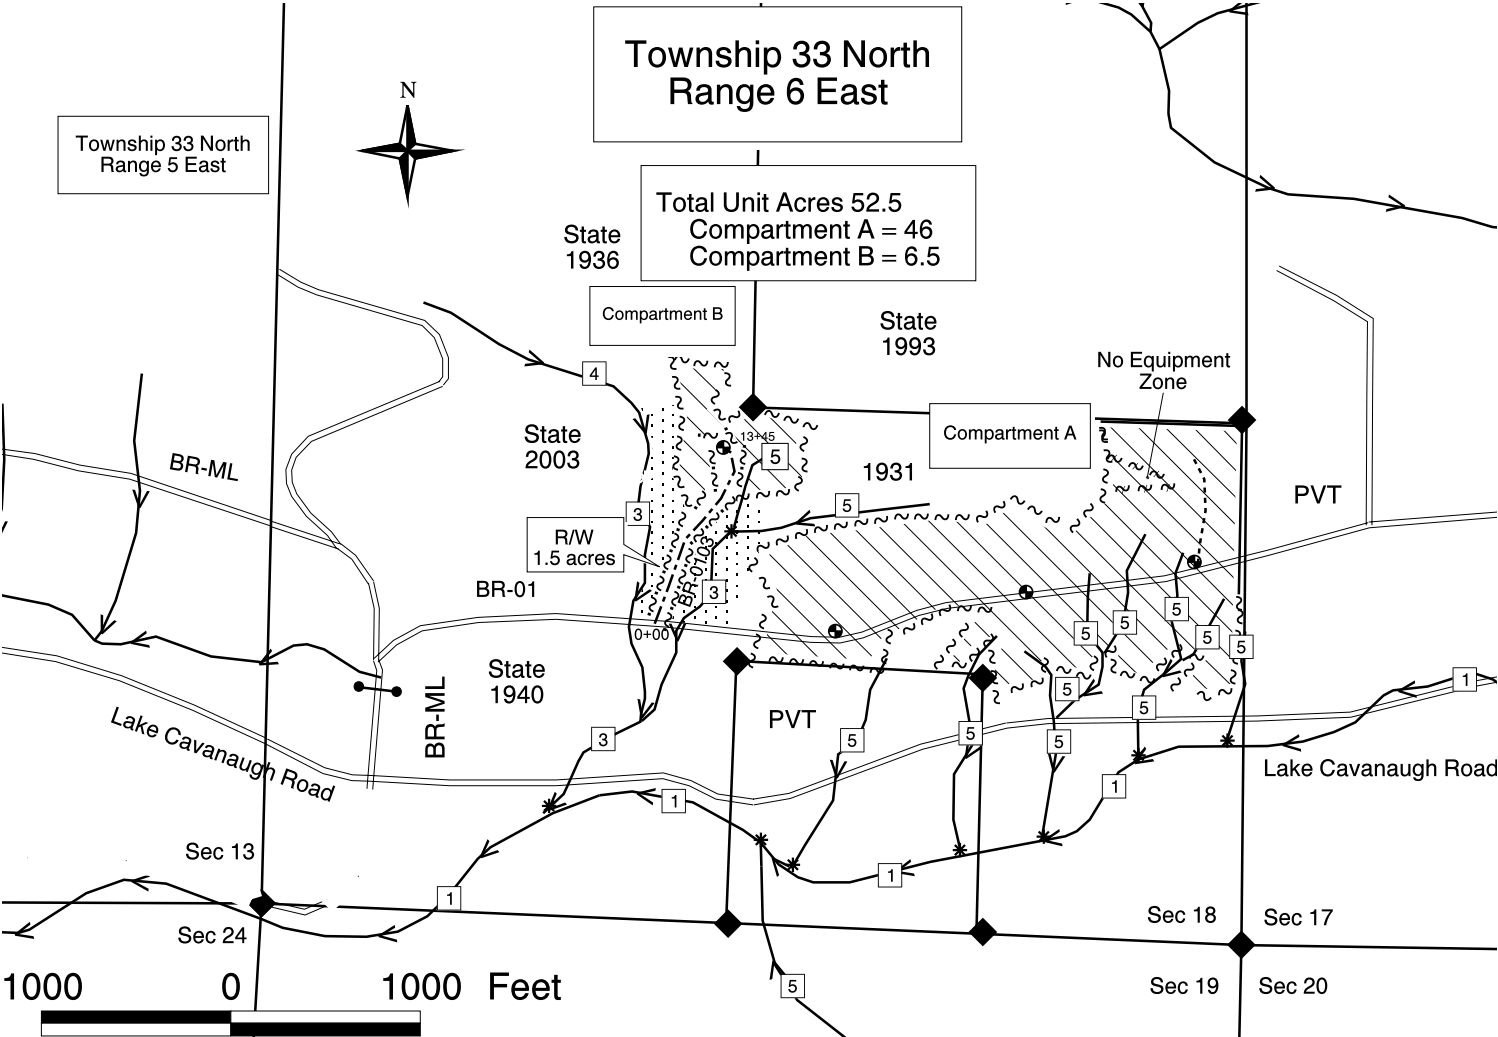 Township 33 North
Range 6 East
N
Township 33 North
Range 5 East
Total Unit Acres 52.5
Compartment A = 46
Compartment B = 6.5
State
1936
Compartment B
State
1993
No Equipment
Zone
4
State
2003
13+45
5
Compartment A
1931
BR-ML
PVT
3
5
R/W
1.5 acres
BR-0103
BR-01
3
0+00
5
5
5
5
5
State
1940
BR-ML
PVT
5
1
5
3
5
5
5
Lake Cavanaugh Road
Lake Cavanaugh Road
1
1
Sec 13
1
1
Sec 18
Sec 17
Sec 24
1000 0 1000 Feet
5
Sec 19
Sec 20